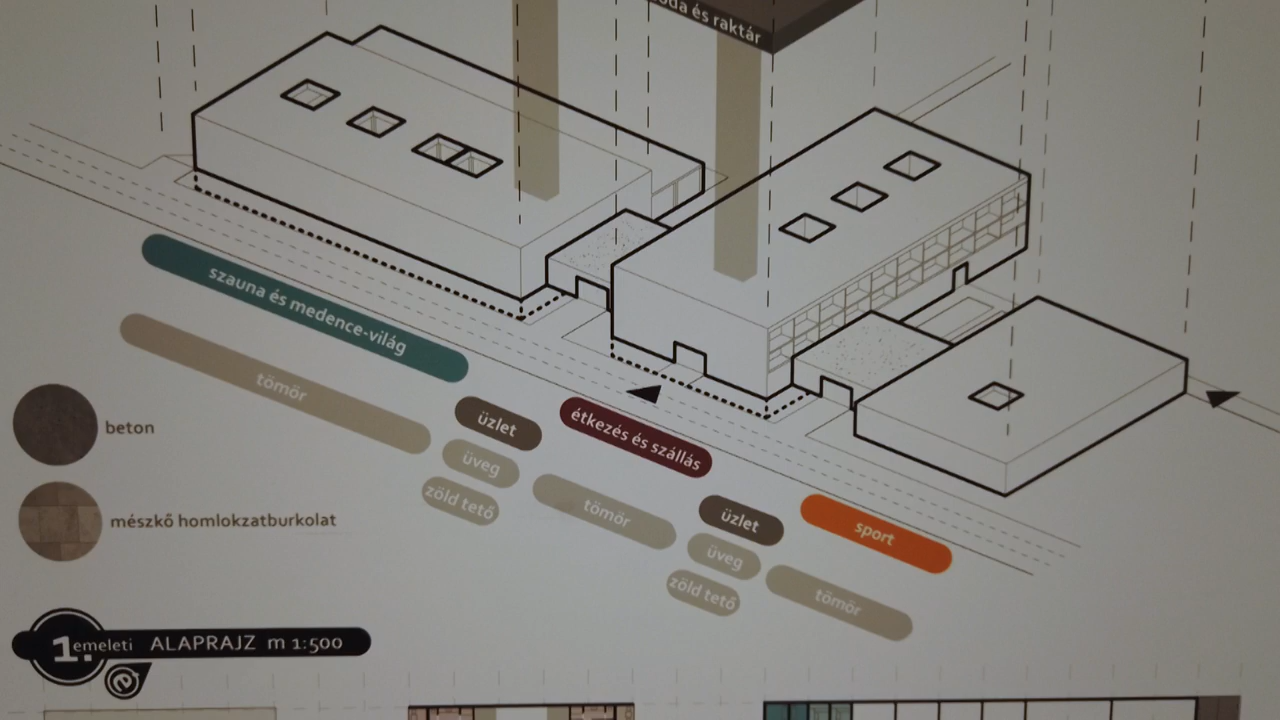 és raktár
szauna és medence-világ
tömör
üzlet
étkezés és szállás
beton
üveg
zöld tető
tömör
üzlet
sport
mészkő homlokzatburkolat
üveg
zöld tető
tömör
1. emeleti ALAPRAJZ m 1:500